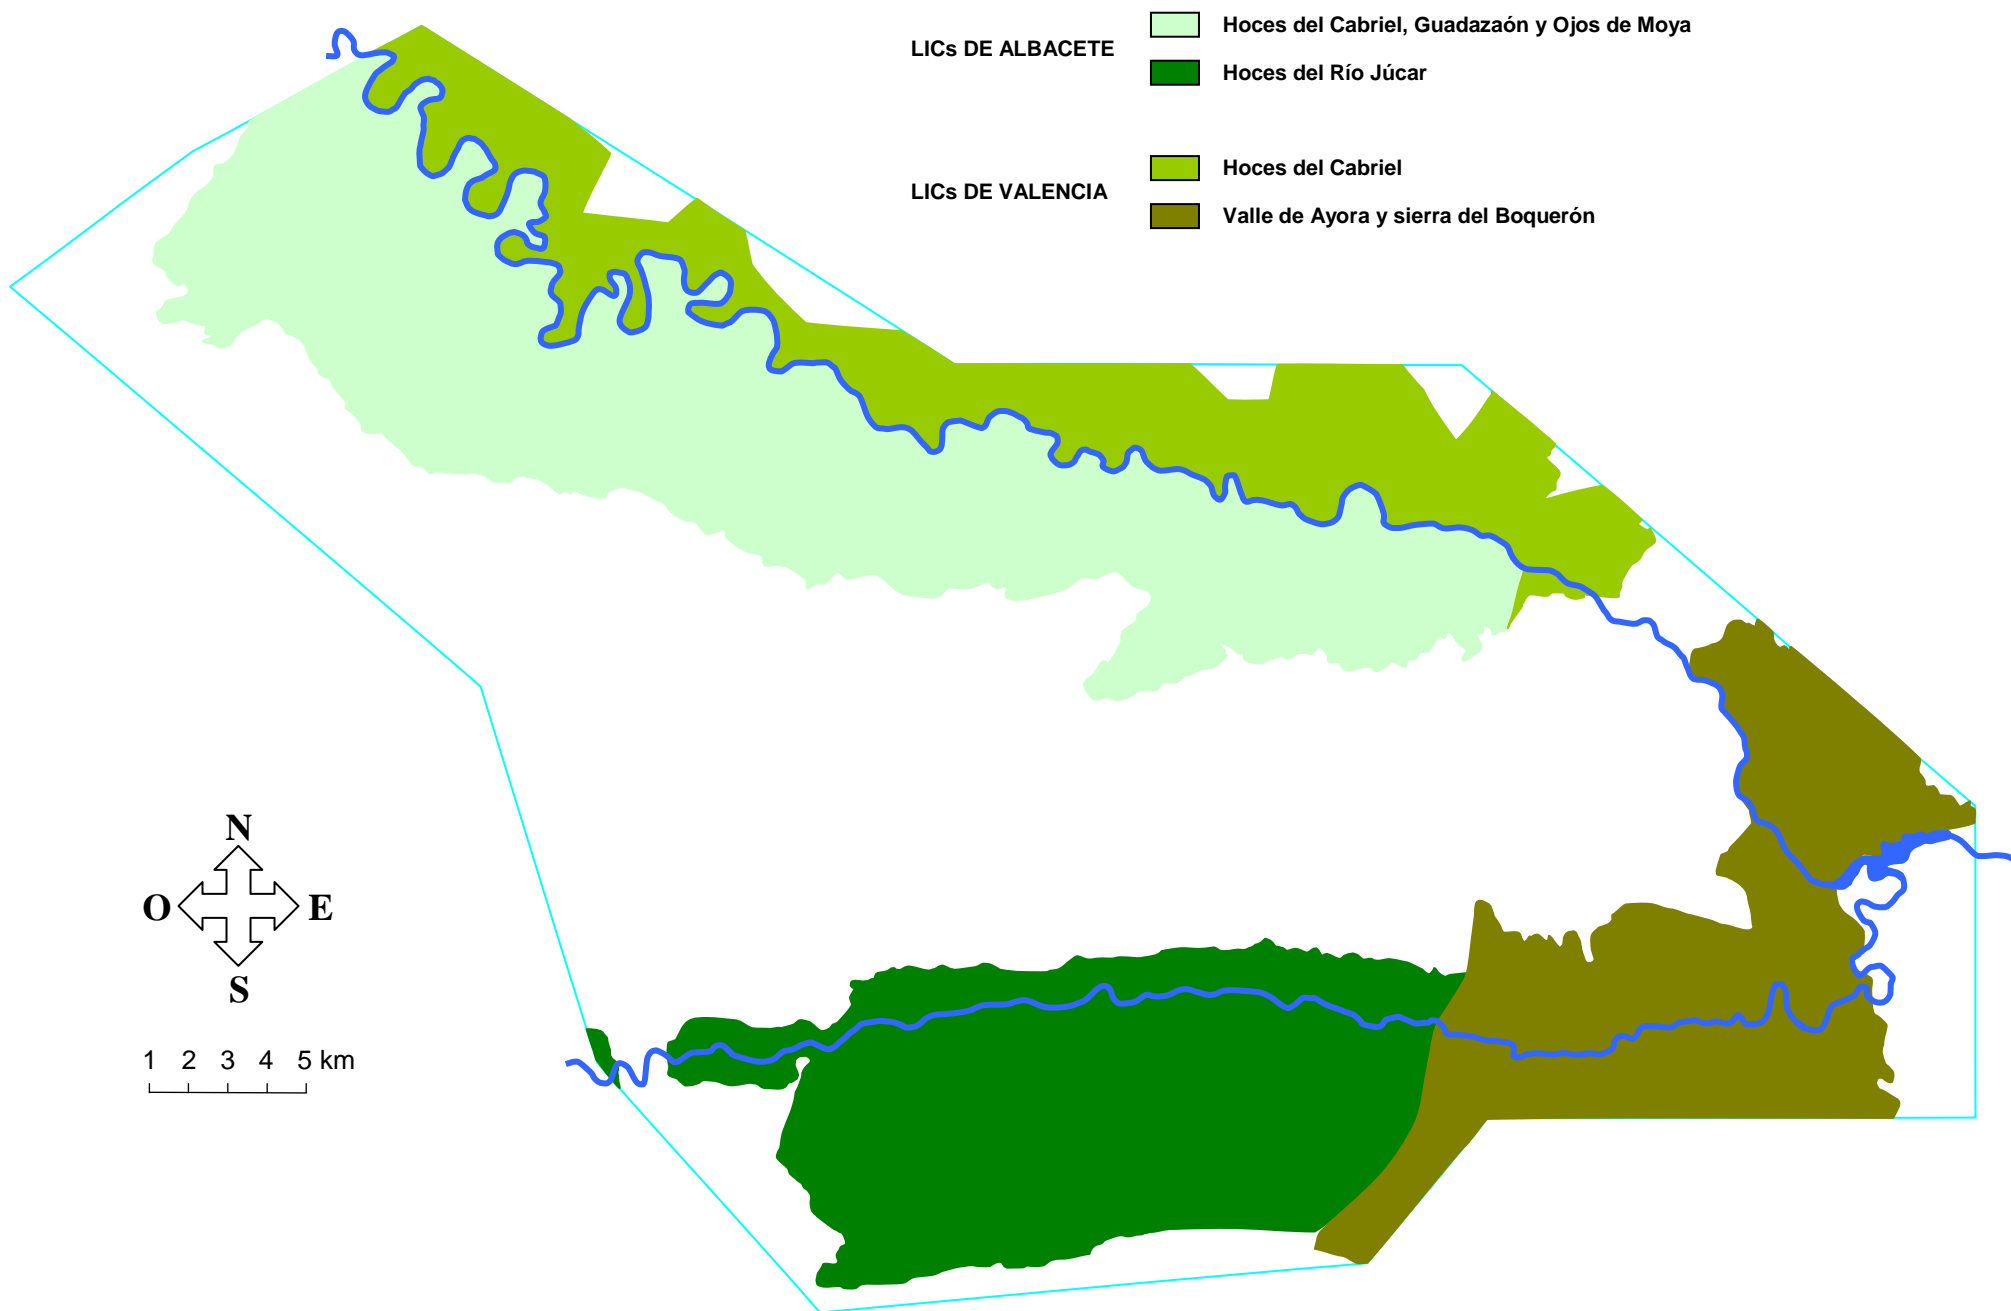 LICs DE ALBACETE
Hoces del Cabriel, Guadazaón y Ojos de Moya
Hoces del Río Júcar
LICs DE VALENCIA
Hoces del Cabriel
Valle de Ayora y sierra del Boquerón
N
O E
S
1 2 3 4 5 km